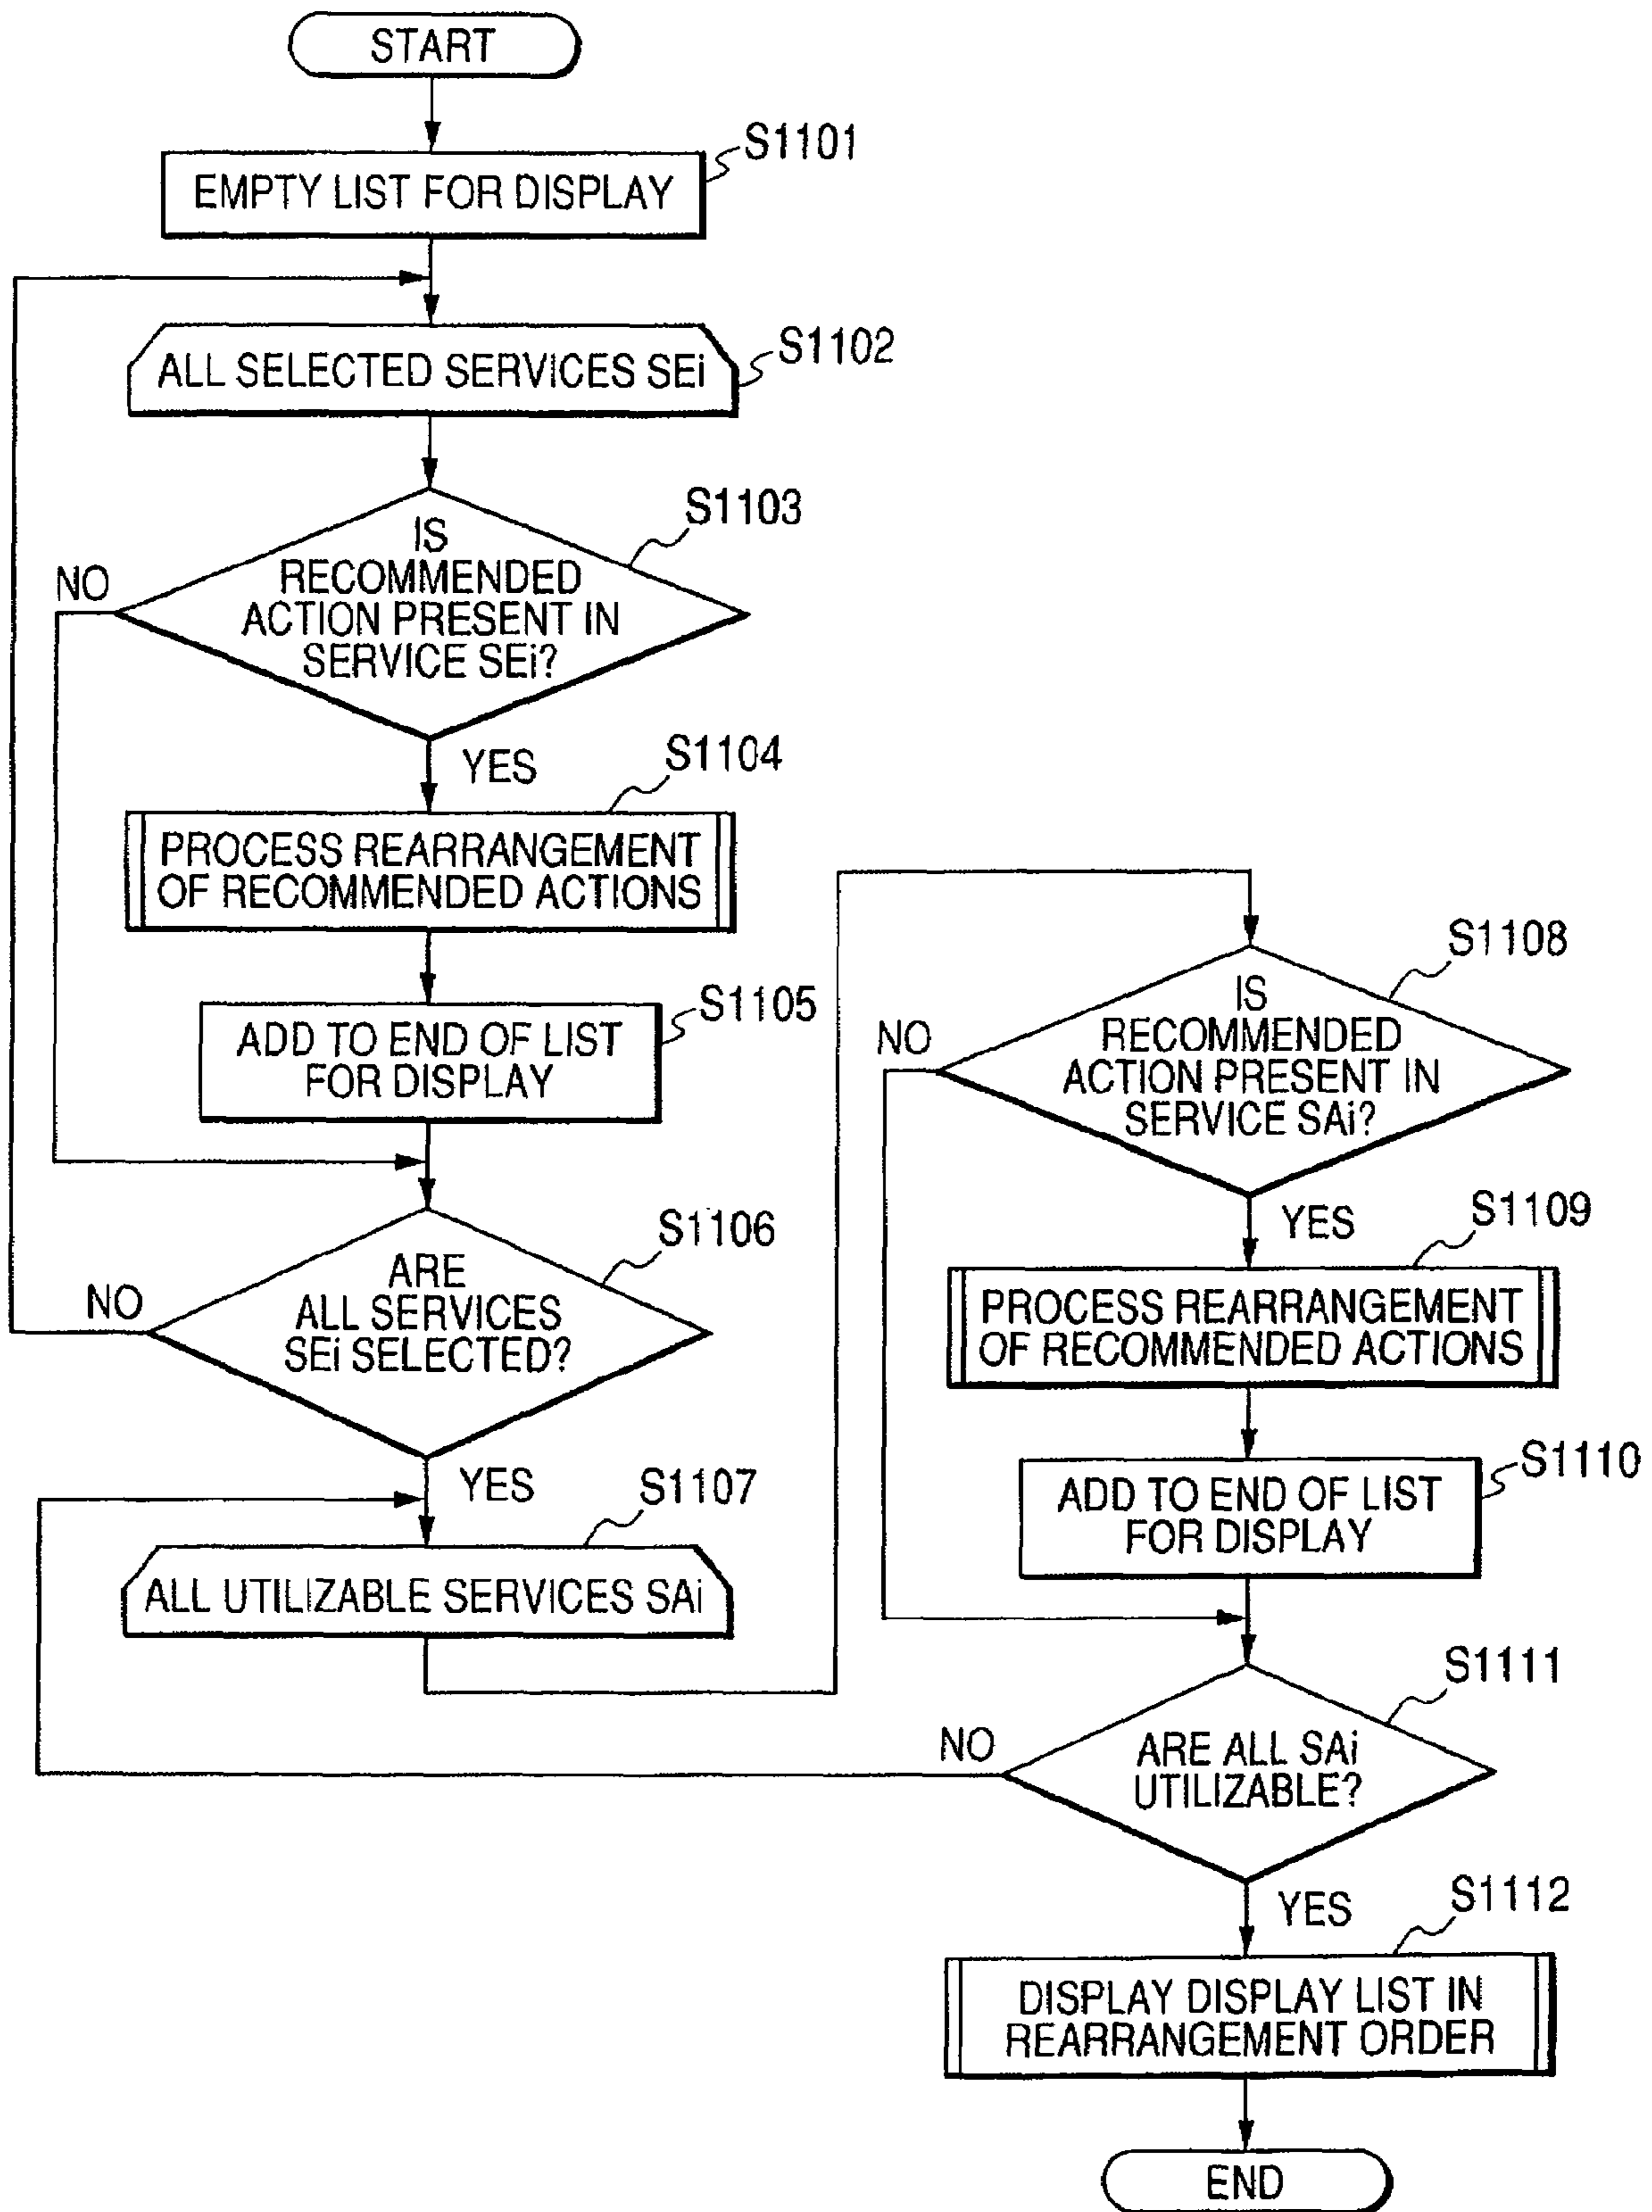 START
S1101
EMPTY LIST FOR DISPLAY
S1102
ALL SELECTED SERVICES SEi
S1103
IS
RECOMMENDED
ACTION PRESENT IN
SERVICE SEi?
NO
YES
S1104
PROCESS REARRANGEMENT
OF RECOMMENDED ACTIONS
S1105
ADD TO END OF LIST
FOR DISPLAY
S1106
ARE
ALL SERVICES
SEi SELECTED?
NO
YES
S1107
ALL UTILIZABLE SERVICES SAi
S1108
IS
RECOMMENDED
ACTION PRESENT IN
SERVICE SAi?
NO
YES
S1109
PROCESS REARRANGEMENT
OF RECOMMENDED ACTIONS
S1110
ADD TO END OF LIST
FOR DISPLAY
S1111
ARE ALL SAi
UTILIZABLE?
NO
YES
S1112
DISPLAY DISPLAY LIST IN
REARRANGEMENT ORDER
END